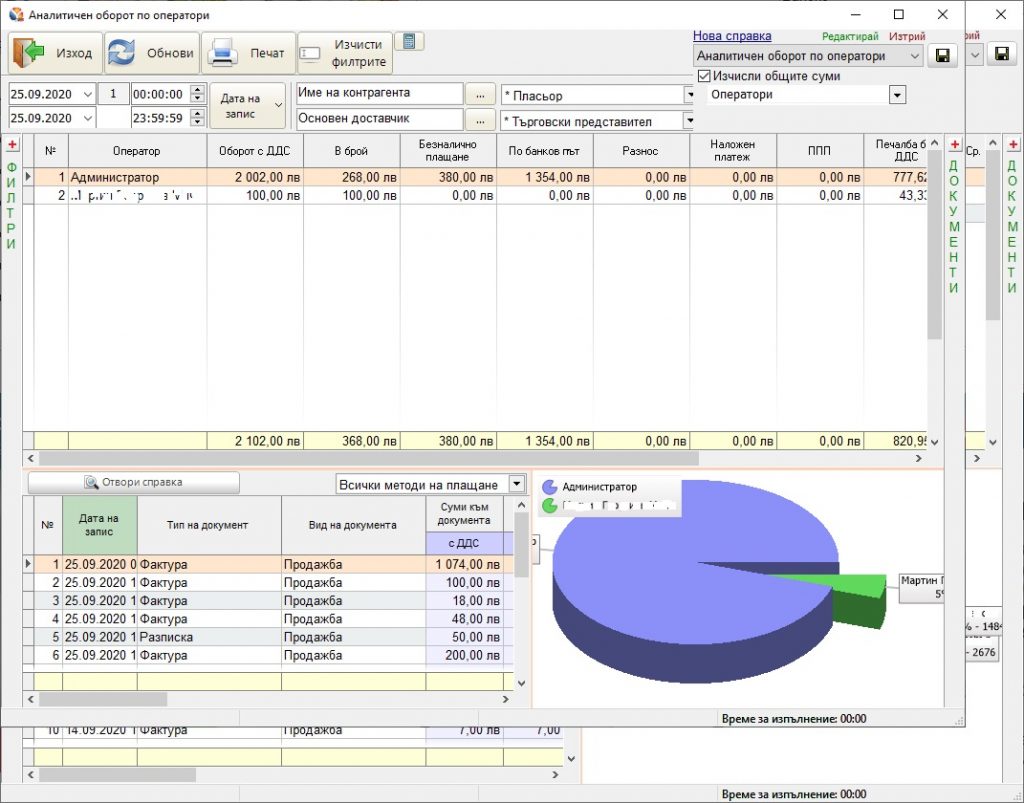 Аналитичен оборот по оператори
Изход
Обнови
Печат
Изчисти филтрите
Нова справка Редактирай Изтрий
Аналитичен оборот по оператори
Изчисли общите суми
Оператори
25.09.2020 1 00:00:00
25.09.2020 23:59:59
Дата на запис
Име на контрагента ... * Пласьор
Основен доставчик ... * Търговски представител
ФИЛТРИ
№ Оператор Оборот с ДДС В брой Безналично плащане По банков път Разнос Наложен платеж ППП Печалба б ДДС
1 Администратор 2 002,00 лв 268,00 лв 380,00 лв 1 354,00 лв 0,00 лв 0,00 лв 0,00 лв 777,62
2 100,00 лв 100,00 лв 0,00 лв 0,00 лв 0,00 лв 0,00 лв 0,00 лв 43,33
2 102,00 лв 368,00 лв 380,00 лв 1 354,00 лв 0,00 лв 0,00 лв 0,00 лв 820,95
ДОКУМЕНТИ
Ср.
ДОКУМЕНТИ
Отвори справка
Всички методи на плащане
№ Дата на запис Тип на документ Вид на документа Суми към документа
с ДДС
1 25.09.2020 0 Фактура Продажба 1 074,00 лв
2 25.09.2020 1 Фактура Продажба 100,00 лв
3 25.09.2020 1 Фактура Продажба 18,00 лв
4 25.09.2020 1 Фактура Продажба 48,00 лв
5 25.09.2020 1 Разписка Продажба 50,00 лв
6 25.09.2020 1 Фактура Продажба 200,00 лв
Администратор
Мартин
5%
% - 1484
- 2676
Време за изпълнение: 00:00
10 14.09.2020 1 Фактура Продажба 7,00 лв 7,00
Време за изпълнение: 00:00